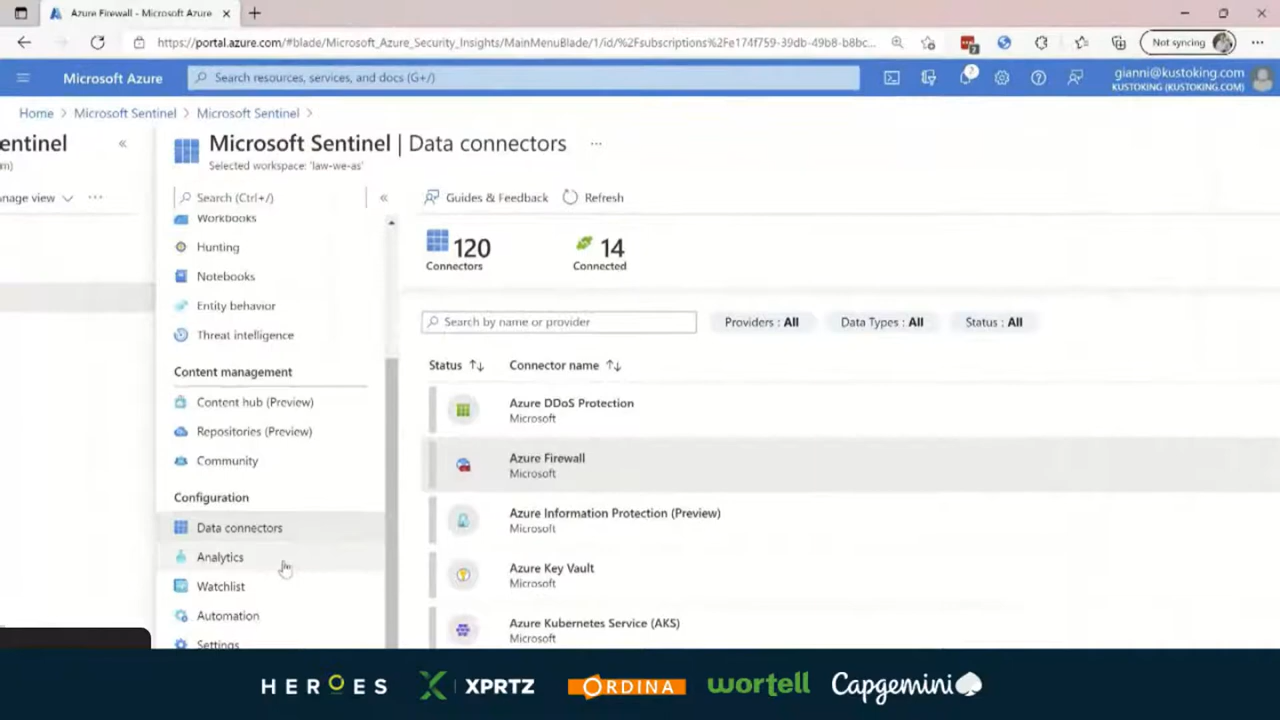 Azure Firewall - Microsoft Azure
https://portal.azure.com/#blade/Microsoft_Azure_Security_Insights/MainMenuBlade/1/id/%2Fsubscriptions%2Fe174f759-39db-49b8-b8bc...
Not syncing
Microsoft Azure
Search resources, services, and docs (G+/)
gianni@kustoking.com
KUSTOKING (KUSTOKING.COM)
Home > Microsoft Sentinel > Microsoft Sentinel >
entinel
m)
nage view
Microsoft Sentinel | Data connectors
Selected workspace: 'law-we-as'
Search (Ctrl+/)
Workbooks
Hunting
Notebooks
Entity behavior
Threat intelligence
Content management
Content hub (Preview)
Repositories (Preview)
Community
Configuration
Data connectors
Analytics
Watchlist
Automation
Settings
Guides & Feedback
Refresh
120
Connectors
14
Connected
Search by name or provider
Providers : All
Data Types : All
Status : All
Status
Connector name
Azure DDoS Protection
Microsoft
Azure Firewall
Microsoft
Azure Information Protection (Preview)
Microsoft
Azure Key Vault
Microsoft
Azure Kubernetes Service (AKS)
Microsoft
HEROES
XPRTZ
ORDINA
wortell
Capgemini